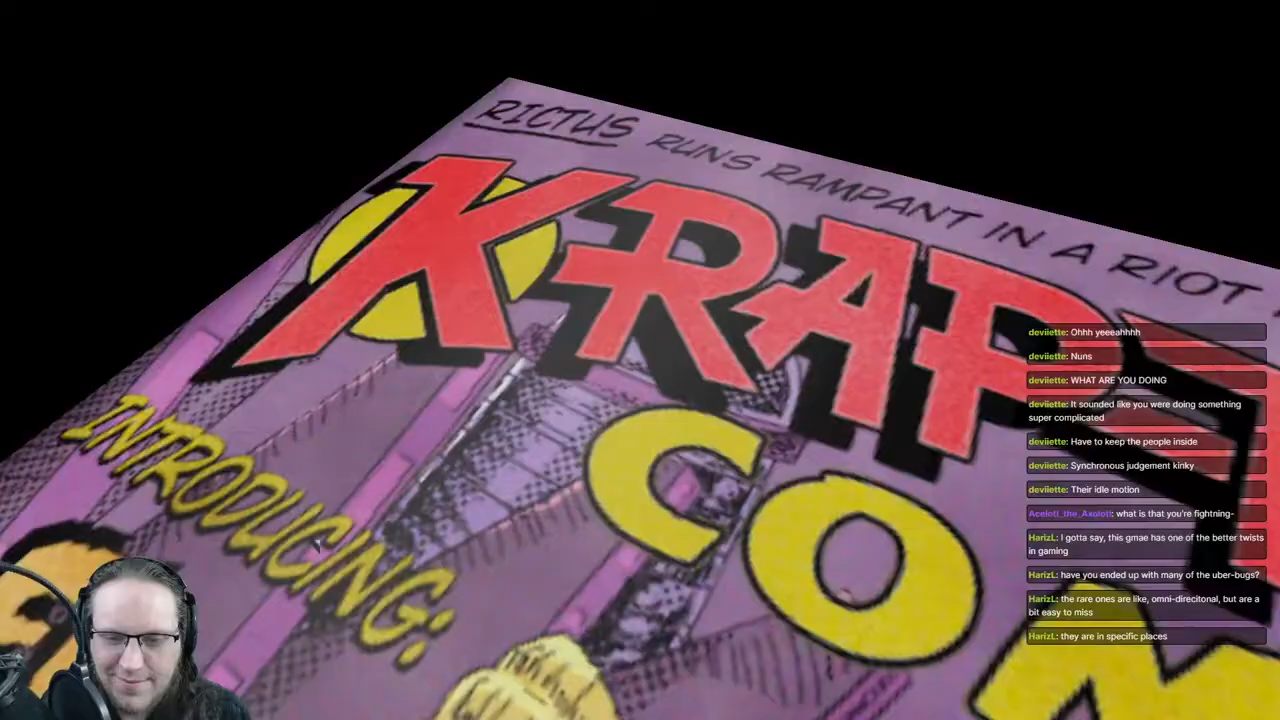 RICTUS RUNS RAMPANT IN A RIOT
KRAP
CO
INTRODUCING:
deviiette: Ohhh yeeeahhhh
deviiette: Nuns
deviiette: WHAT ARE YOU DOING
deviiette: It sounded like you were doing something
super complicated
deviiette: Have to keep the people inside
deviiette: Synchronous judgement kinky
deviiette: Their idle motion
Acelotl_the_Axolotl: what is that you're fightning-
HarizL: I gotta say, this gmae has one of the better twists
in gaming
HarizL: have you ended up with many of the uber-bugs?
HarizL: the rare ones are like, omni-direcitonal, but are a
bit easy to miss
HarizL: they are in specific places